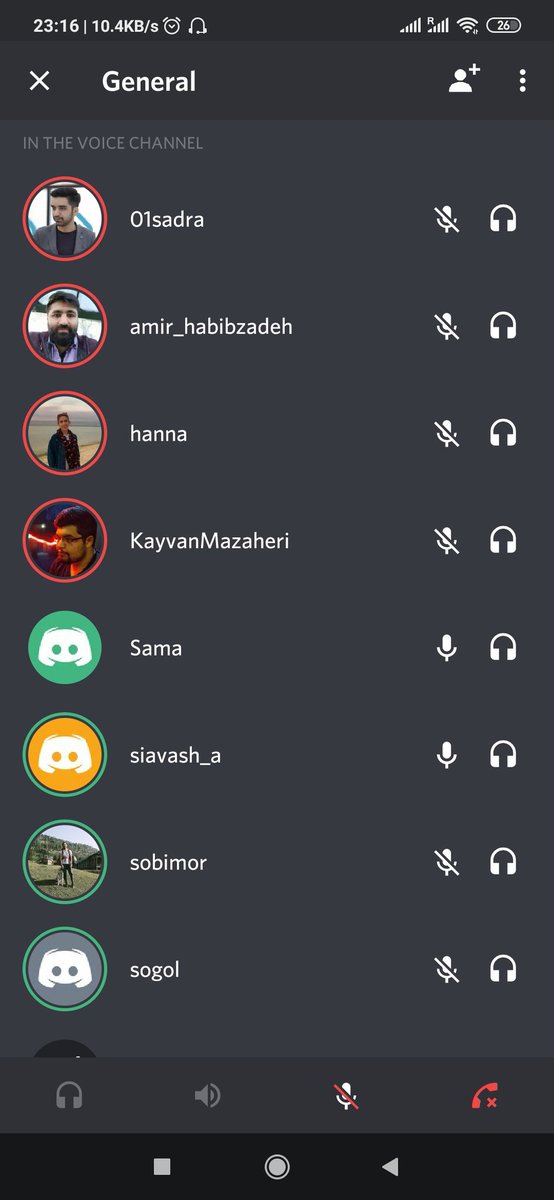 23:16 | 10.4KB/s
R
26
General
IN THE VOICE CHANNEL
01sadra
amir_habibzadeh
hanna
KayvanMazaheri
Sama
siavash_a
sobimor
sogol